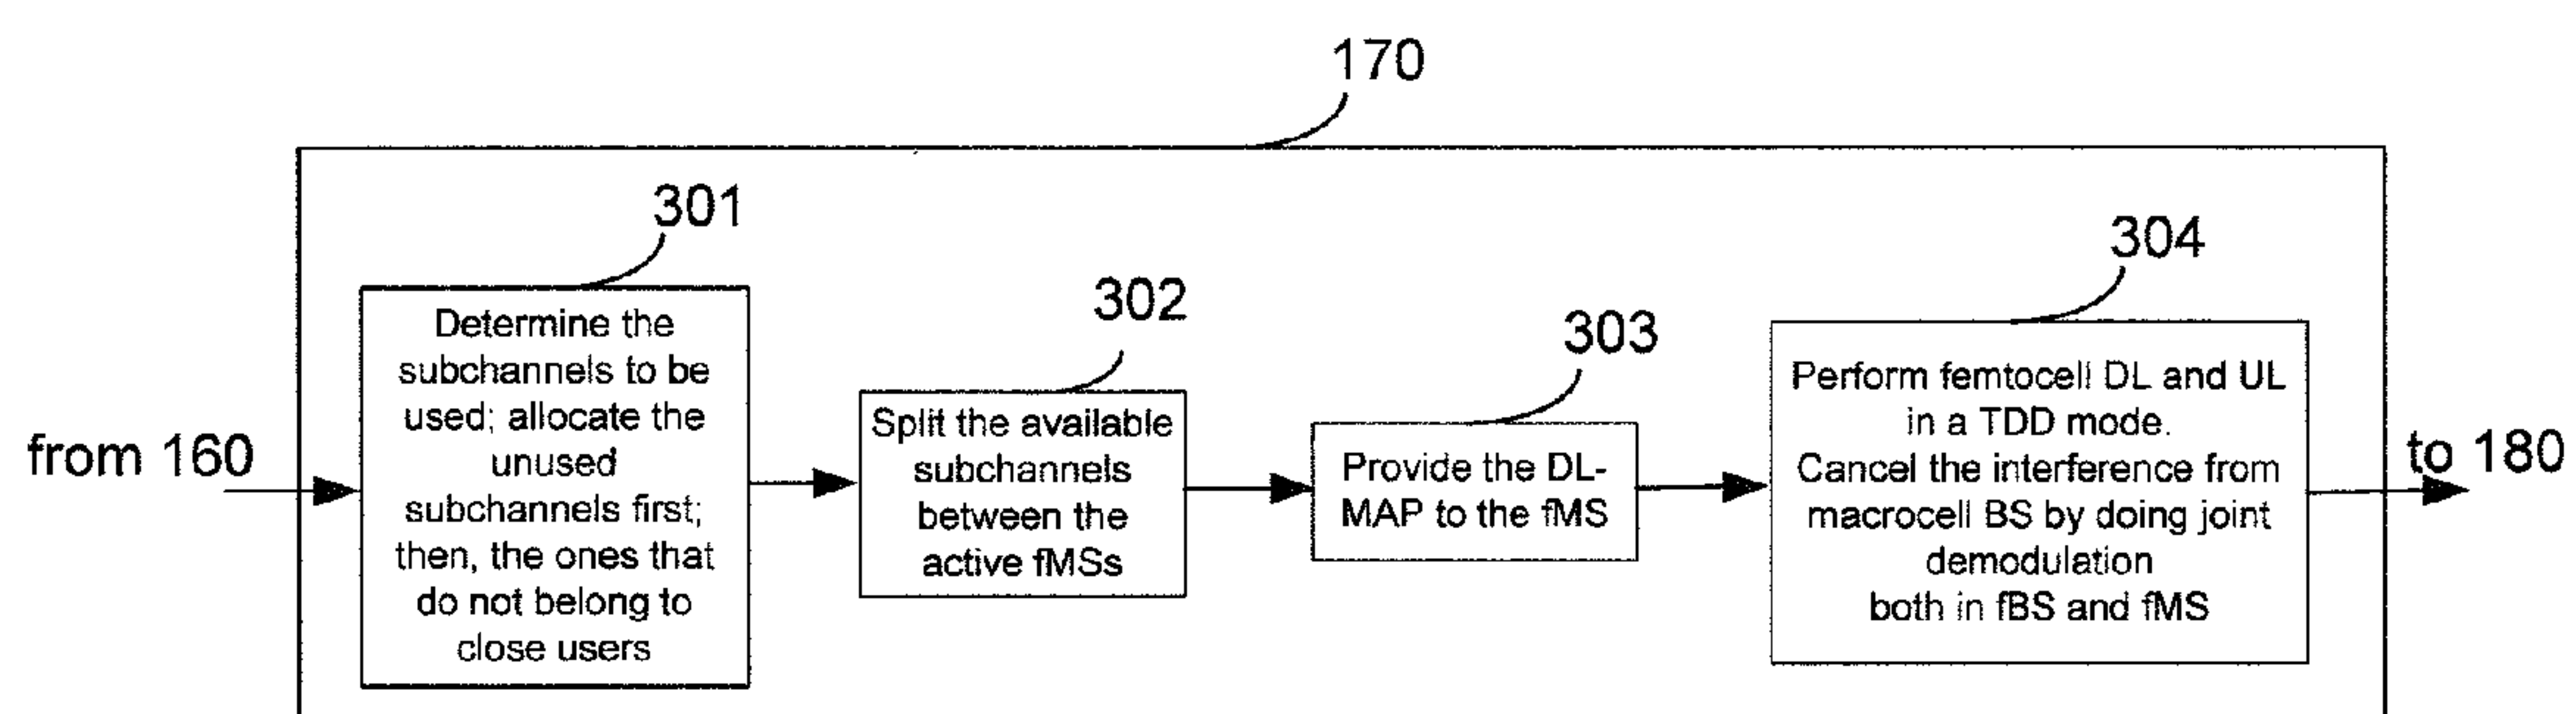 170
301
302
303
304
from 160
Determine the
subchannels to be
used; allocate the
unused
subchannels first;
then, the ones that
do not belong to
close users
Split the available
subchannels
between the
active fMSs
Provide the DL-
MAP to the fMS
Perform femtocell DL and UL
in a TDD mode.
Cancel the interference from
macrocell BS by doing joint
demodulation
both in fBS and fMS
to 180